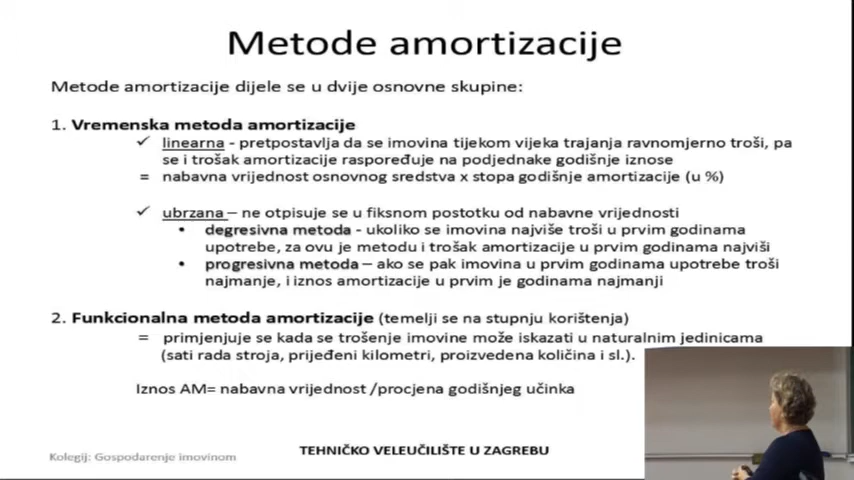 Metode amortizacije
Metode amortizacije dijele se u dvije osnovne skupine:
1. Vremenska metoda amortizacije
✓ linearna - pretpostavlja da se imovina tijekom vijeka trajanja ravnomjerno troši, pa
se i trošak amortizacije raspoređuje na podjednake godišnje iznose
= nabavna vrijednost osnovnog sredstva x stopa godišnje amortizacije (u %)
✓ ubrzana – ne otpisuje se u fiksnom postotku od nabavne vrijednosti
• degresivna metoda - ukoliko se imovina najviše troši u prvim godinama
upotrebe, za ovu je metodu i trošak amortizacije u prvim godinama najviši
• progresivna metoda – ako se pak imovina u prvim godinama upotrebe troši
najmanje, i iznos amortizacije u prvim je godinama najmanji
2. Funkcionalna metoda amortizacije (temelji se na stupnju korištenja)
= primjenjuje se kada se trošenje imovine može iskazati u naturalnim jedinicama
(sati rada stroja, prijeđeni kilometri, proizvedena količina i sl.).
Iznos AM= nabavna vrijednost /procjena godišnjeg učinka
Kolegij: Gospodarenje imovinom
TEHNIČKO VELEUČILIŠTE U ZAGREBU